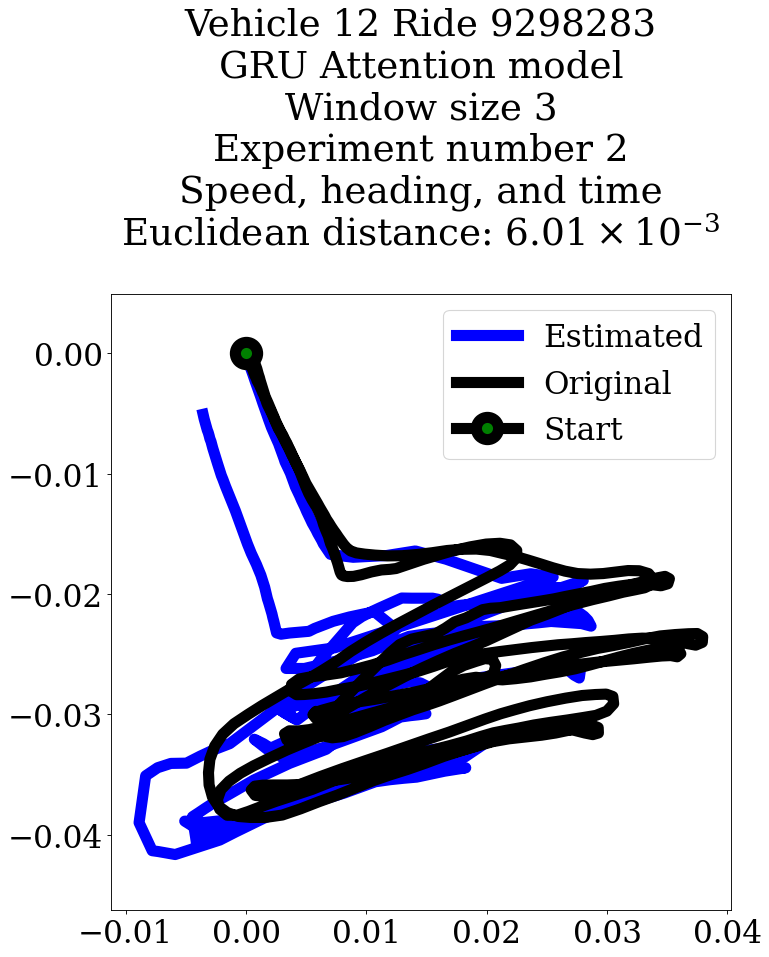 Vehicle 12 Ride 9298283
GRU Attention model
Window size 3
Experiment number 2
Speed, heading, and time
Euclidean distance: 6.01 × 10⁻³
Estimated
Original
Start
0.00
−0.01
−0.02
−0.03
−0.04
−0.01 0.00 0.01 0.02 0.03 0.04